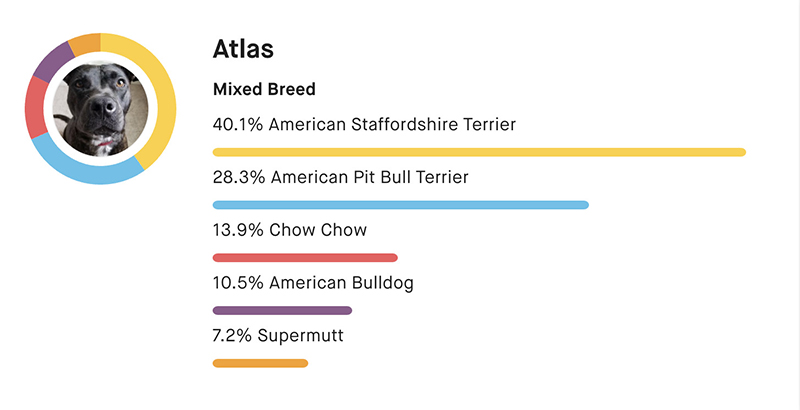 Atlas
Mixed Breed
40.1% American Staffordshire Terrier
28.3% American Pit Bull Terrier
13.9% Chow Chow
10.5% American Bulldog
7.2% Supermutt